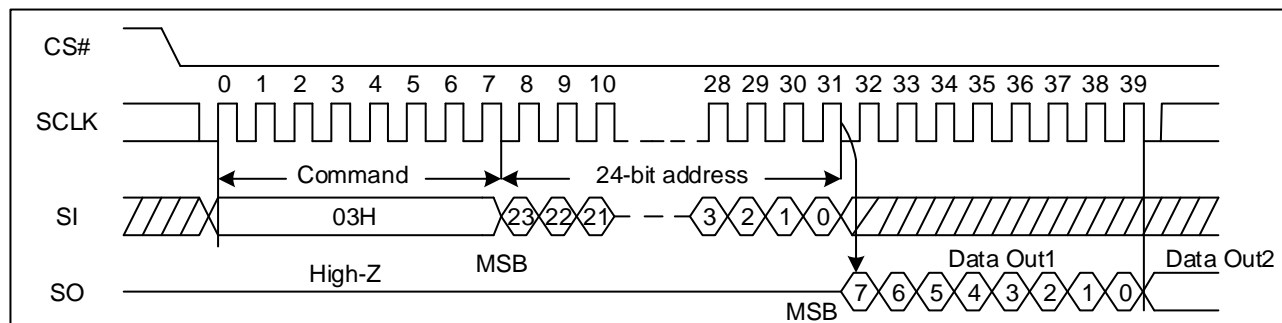 CS#
0 1 2 3 4 5 6 7 8 9 10 28 29 30 31 32 33 34 35 36 37 38 39
SCLK
Command 24-bit address
SI 03H 23 22 21 3 2 1 0
High-Z MSB Data Out1 Data Out2
SO MSB 7 6 5 4 3 2 1 0